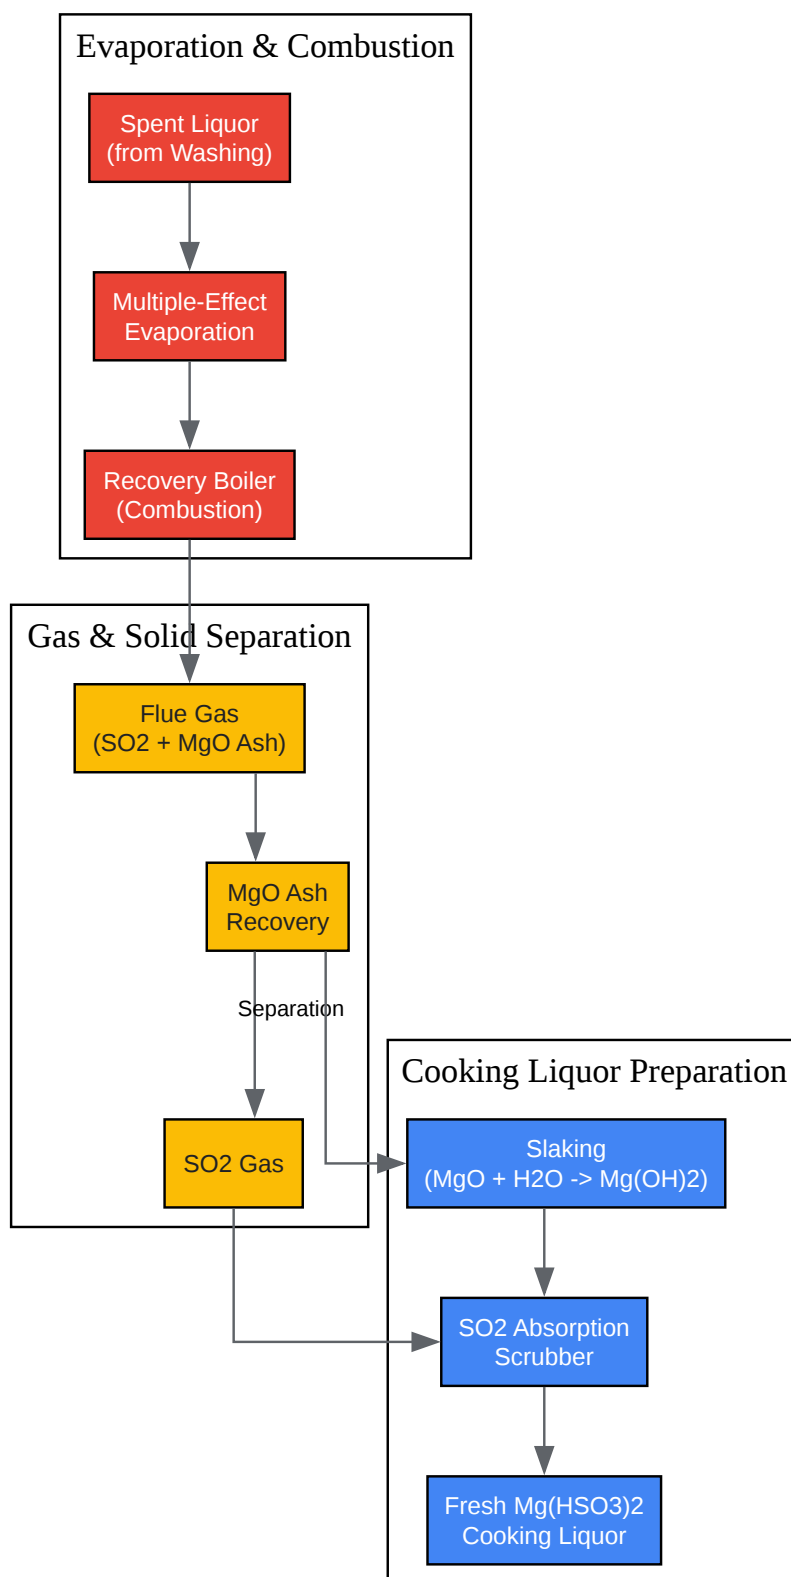 Evaporation & Combustion
Spent Liquor
(from Washing)
Multiple-Effect
Evaporation
Recovery Boiler
(Combustion)
Gas & Solid Separation
Flue Gas
(SO2 + MgO Ash)
MgO Ash
Recovery
Separation
SO2 Gas
Cooking Liquor Preparation
Slaking
(MgO + H2O -> Mg(OH)2)
SO2 Absorption
Scrubber
Fresh Mg(HSO3)2
Cooking Liquor